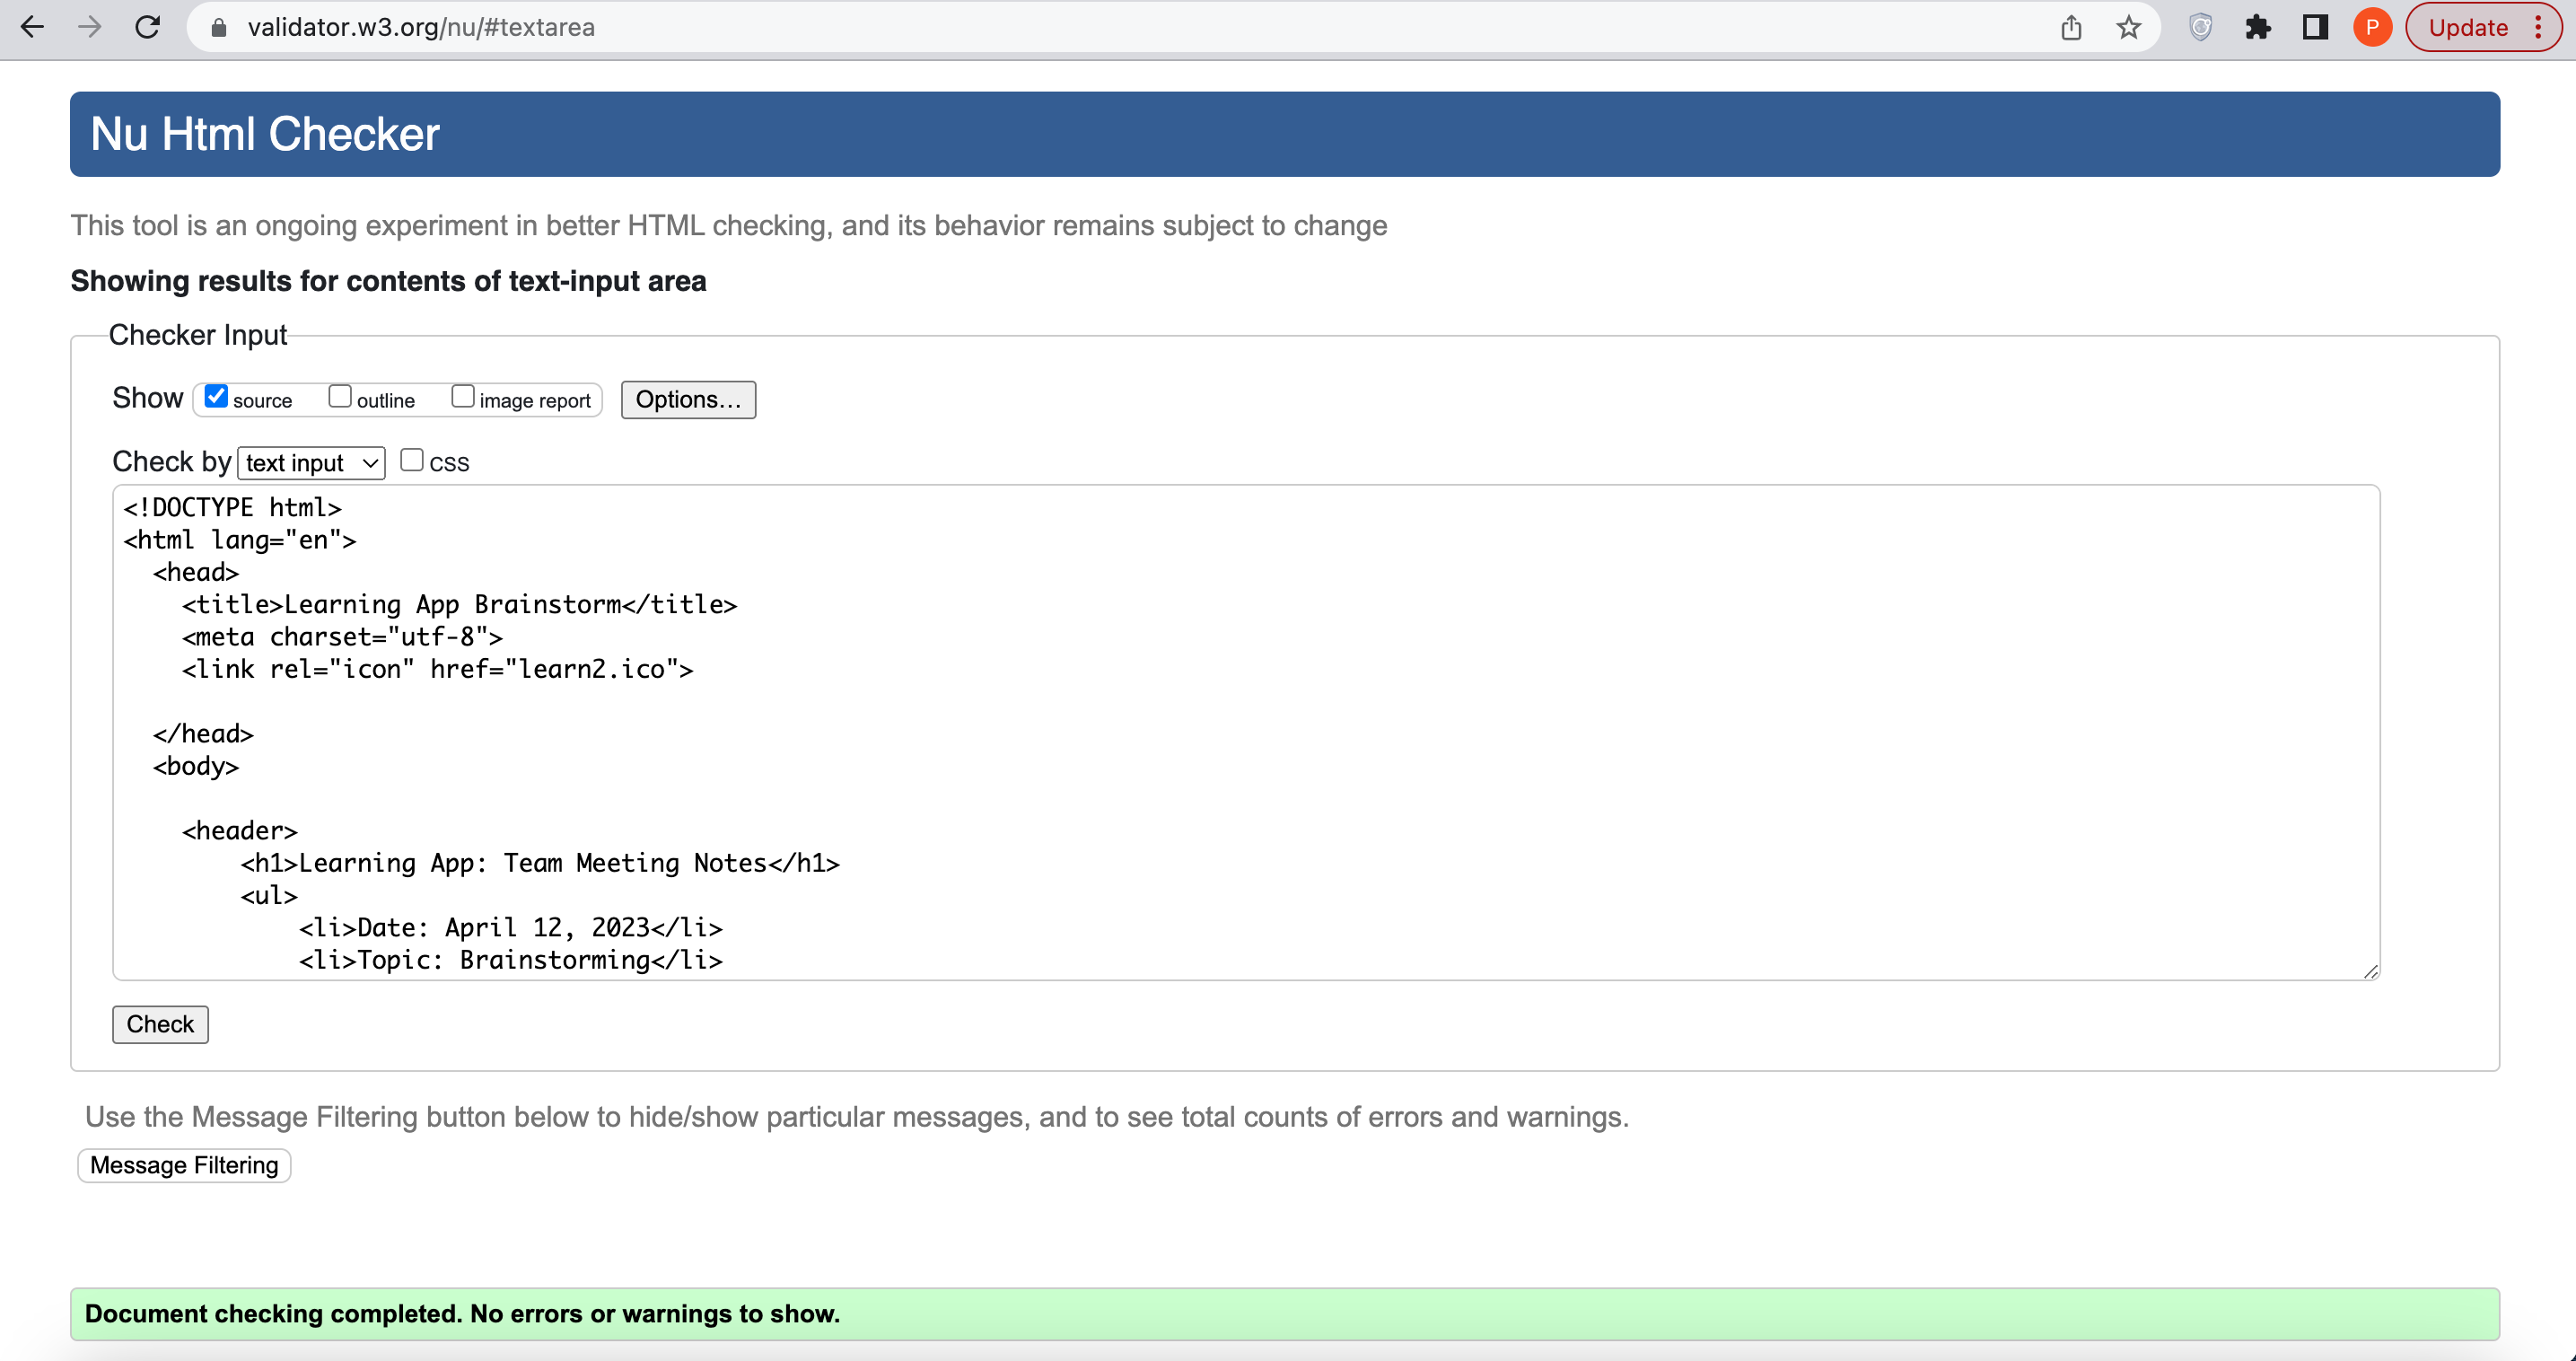 validator.w3.org/nu/#textarea
P
Update
Nu Html Checker
This tool is an ongoing experiment in better HTML checking, and its behavior remains subject to change
Showing results for contents of text-input area
Checker Input
Show source outline image report Options...
Check by text input CSS
<!DOCTYPE html>
<html lang="en">
<head>
<title>Learning App Brainstorm</title>
<meta charset="utf-8">
<link rel="icon" href="learn2.ico">
</head>
<body>
<header>
<h1>Learning App: Team Meeting Notes</h1>
<ul>
<li>Date: April 12, 2023</li>
<li>Topic: Brainstorming</li>
Check
Use the Message Filtering button below to hide/show particular messages, and to see total counts of errors and warnings.
Message Filtering
Document checking completed. No errors or warnings to show.